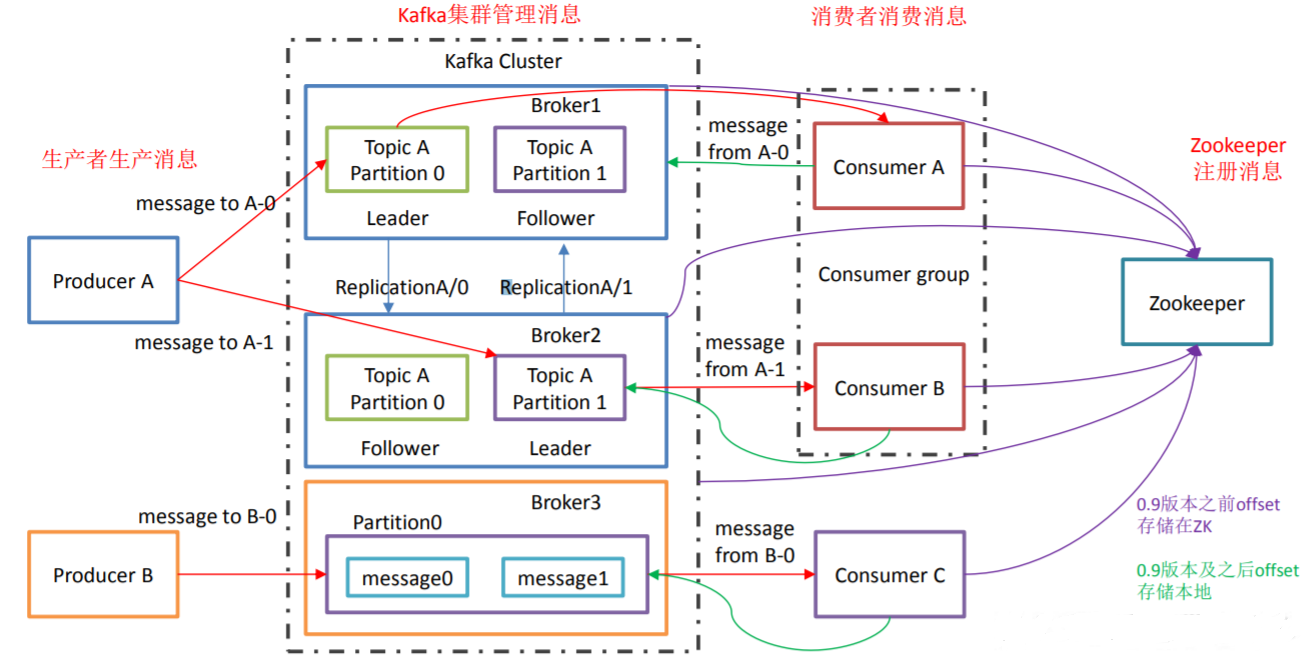 Kafka集群管理消息
消费者消费消息
Kafka Cluster
Broker1
Topic A
Partition 0
Topic A
Partition 1
Leader
Follower
message
from A-0
Consumer A
Zookeeper
注册消息
生产者生产消息
message to A-0
Producer A
ReplicationA/0
ReplicationA/1
Consumer group
Zookeeper
message to A-1
Broker2
Topic A
Partition 0
Topic A
Partition 1
Follower
Leader
message
from A-1
Consumer B
Broker3
Partition0
message0
message1
message to B-0
Producer B
message
from B-0
Consumer C
0.9版本之前offset
存储在ZK
0.9版本及之后offset
存储本地